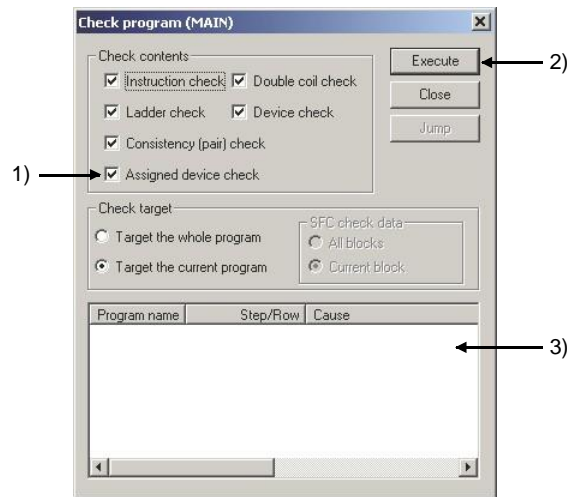 Check program (MAIN)
Check contents
Instruction check Double coil check
Ladder check Device check
Consistency (pair) check
1) Assigned device check
Execute 2)
Close
Jump
Check target
Target the whole program
Target the current program
SFC check data
All blocks
Current block
Program name Step/Row Cause
3)